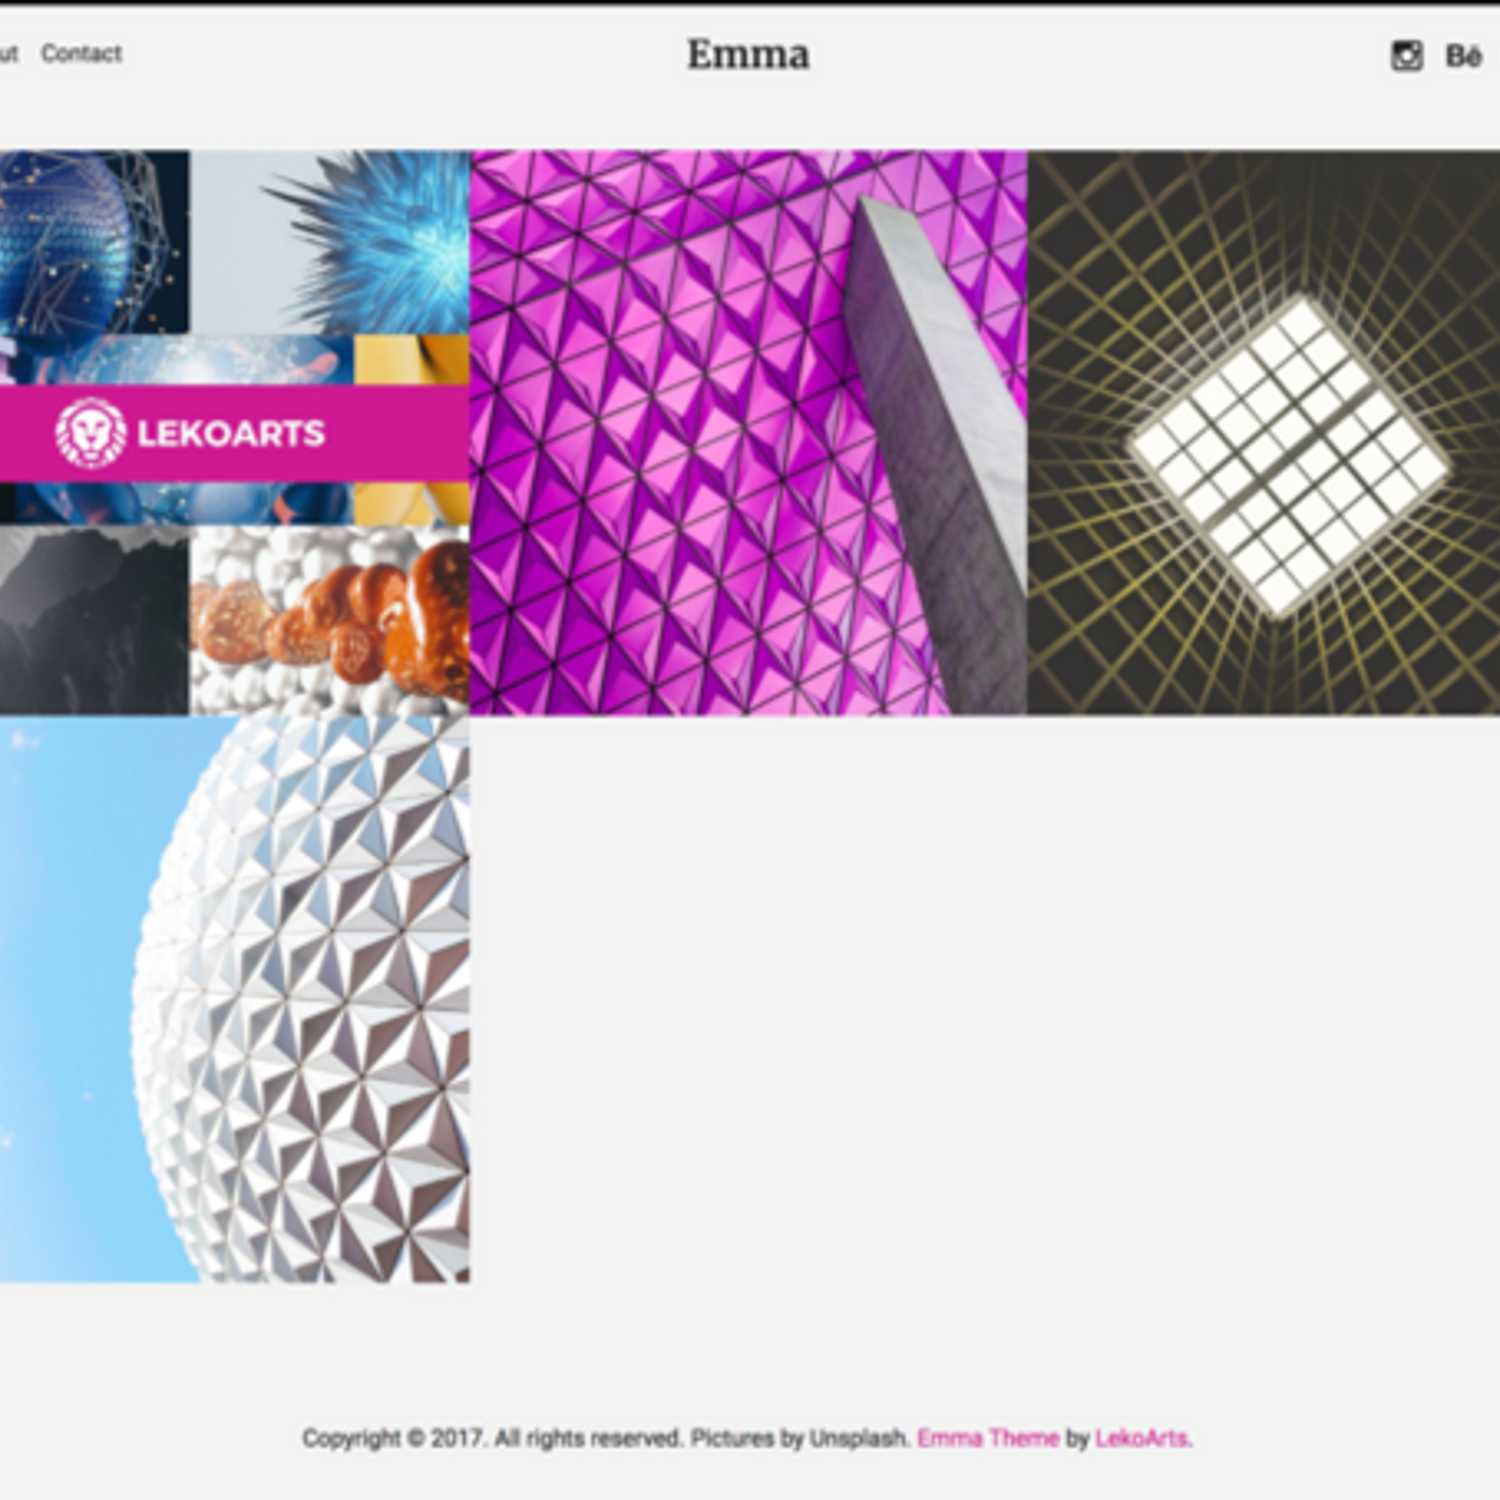 ut Contact
Emma
Bē
LEKOARTS
Copyright © 2017. All rights reserved. Pictures by Unsplash. Emma Theme by LekoArts.